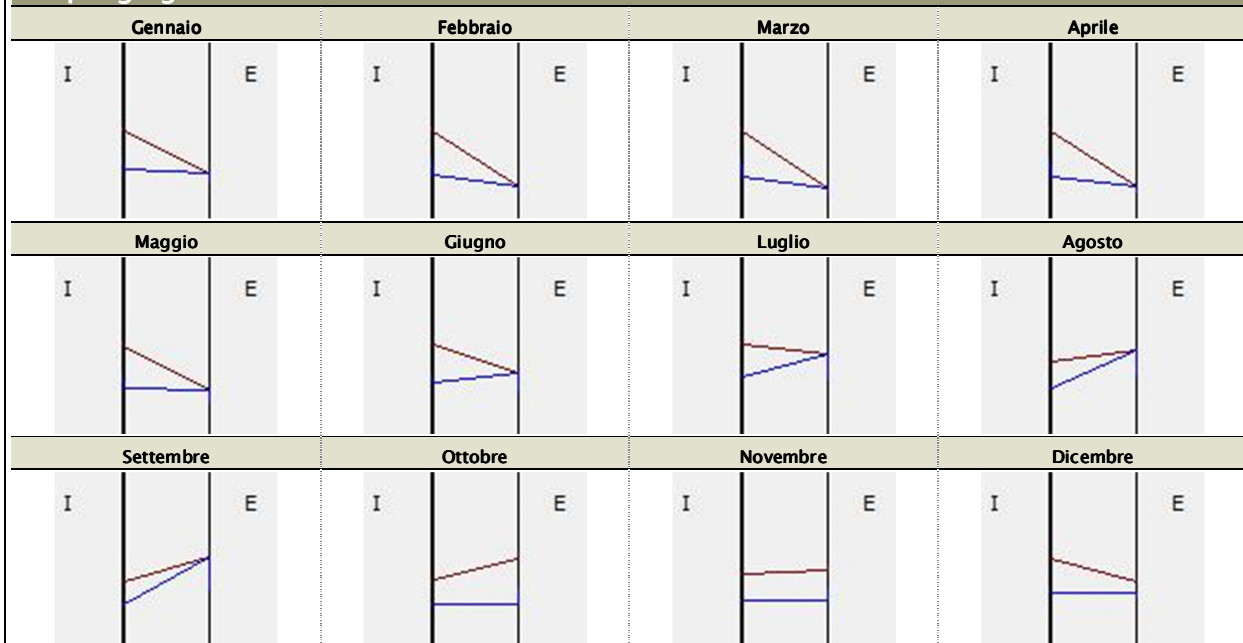 Gennaio Febbraio Marzo Aprile
I E I E I E I E
Maggio Giugno Luglio Agosto
I E I E I E I E
Settembre Ottobre Novembre Dicembre
I E I E I E I E